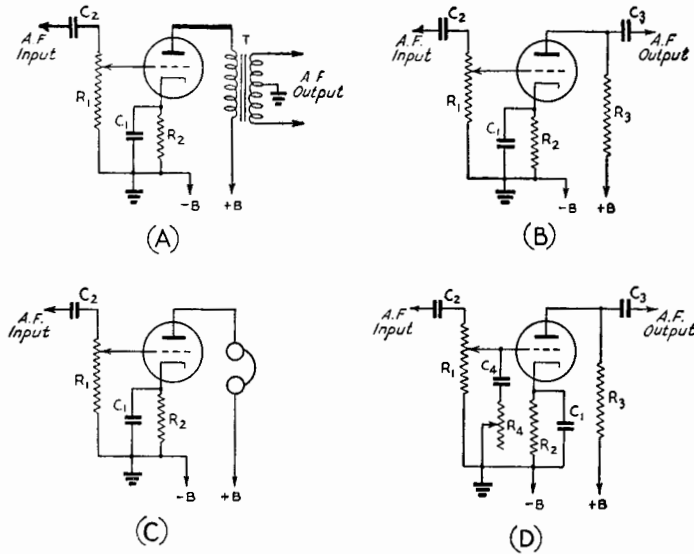 C2
A.F.
Input
R1
C1
R2
T
A.F.
Output
-B
+B
(A)
C2
A.F.
Input
R1
C1
R2
C3
A.F.
Output
R3
-B
+B
(B)
C2
A.F.
Input
R1
C1
R2
-B
+B
(C)
C2
A.F.
Input
R1
C4
R4
R2
C1
C3
A.F.
Output
R3
-B
+B
(D)